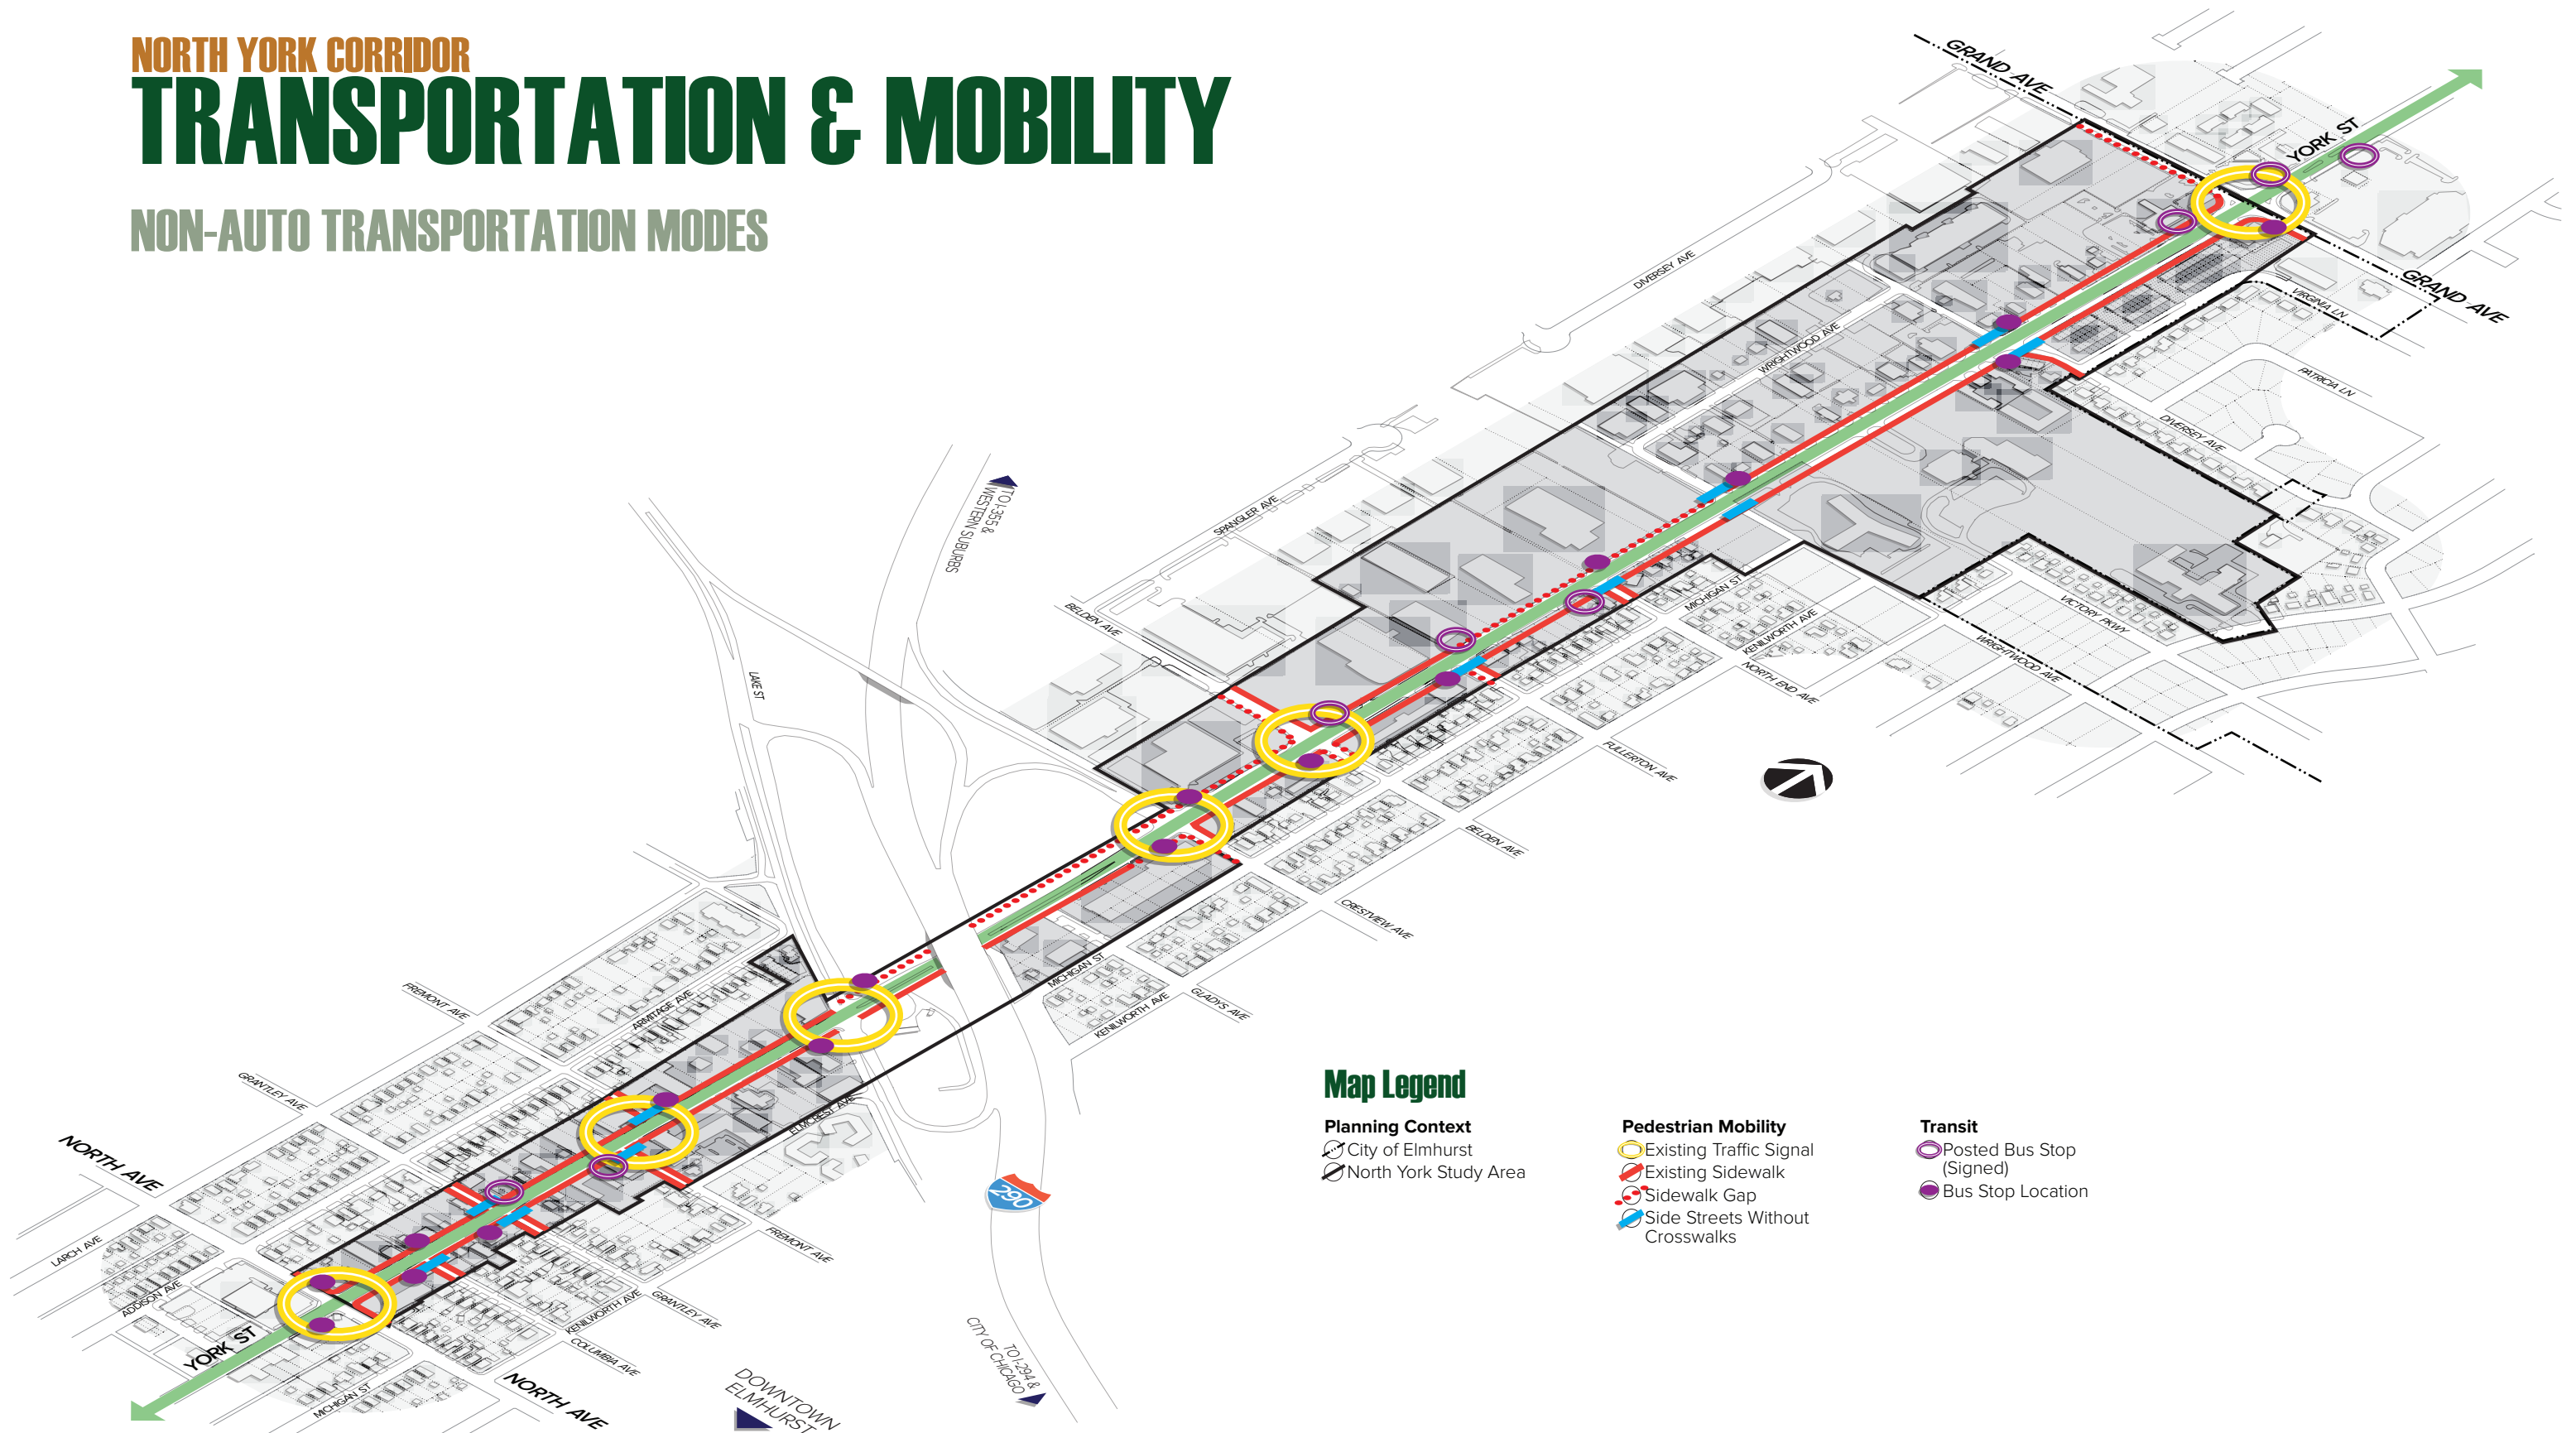 NORTH YORK CORRIDOR
TRANSPORTATION & MOBILITY
NON-AUTO TRANSPORTATION MODES
GRAND AVE
YORK ST
GRAND AVE
VIRGINIA LN
PATRICIA LN
DIVERSEY AVE
DIVERSEY AVE
WRIGHTWOOD AVE
SPANGLER AVE
TO I-355 &
WESTERN SUBURBS
BELDEN AVE
LAKE ST
MICHIGAN ST
KENILWORTH AVE
NORTH END AVE
VICTORY PKWY
WRIGHTWOOD AVE
FULLERTON AVE
BELDEN AVE
CRESTVIEW AVE
MICHIGAN ST
KENILWORTH AVE
GLADYS AVE
FREMONT AVE
ARMITAGE AVE
GRANTLEY AVE
ELMCREST AVE
NORTH AVE
LARCH AVE
ADDISON AVE
YORK ST
MICHIGAN ST
FREMONT AVE
KENILWORTH AVE
GRANTLEY AVE
COLUMBIA AVE
NORTH AVE
DOWNTOWN
ELMHURST
290
TO I-294 &
CITY OF CHICAGO
Map Legend
Planning Context
City of Elmhurst
North York Study Area
Pedestrian Mobility
Existing Traffic Signal
Existing Sidewalk
Sidewalk Gap
Side Streets Without
Crosswalks
Transit
Posted Bus Stop
(Signed)
Bus Stop Location